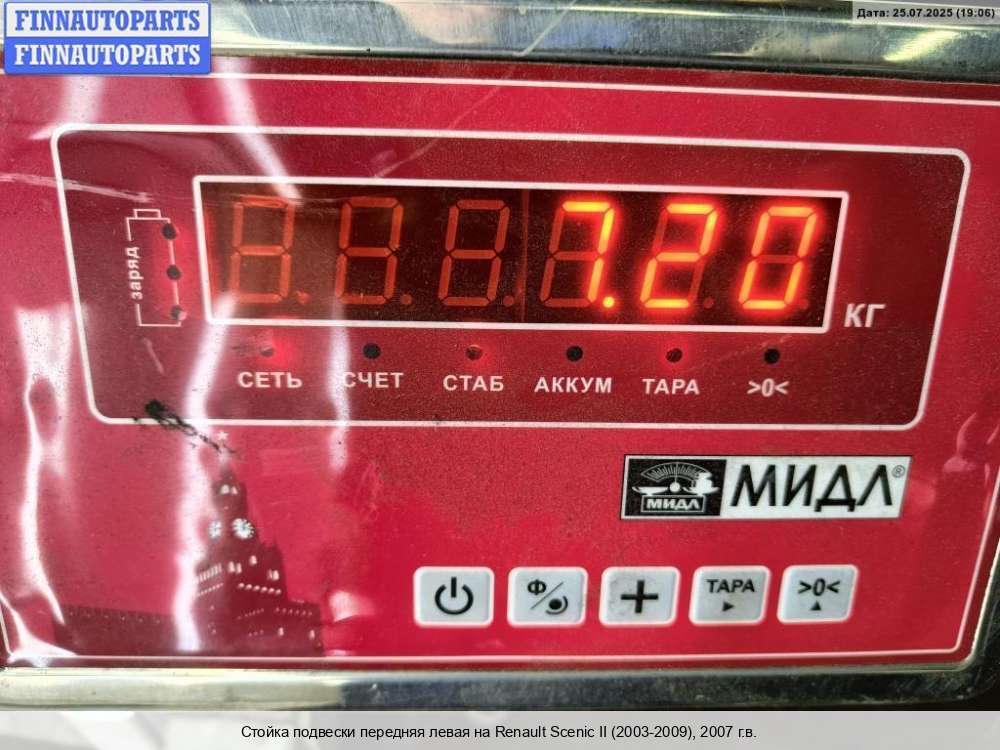 FINNAUTOPARTS
FINNAUTOPARTS
Дата: 25.07.2025 (19:06)
заряд
7.20
КГ
СЕТЬ СЧЕТ СТАБ АККУМ ТАРА >0<
МИДЛ МИДЛ®
Ф ТАРА >0<
Стойка подвески передняя левая на Renault Scenic II (2003-2009), 2007 г.в.